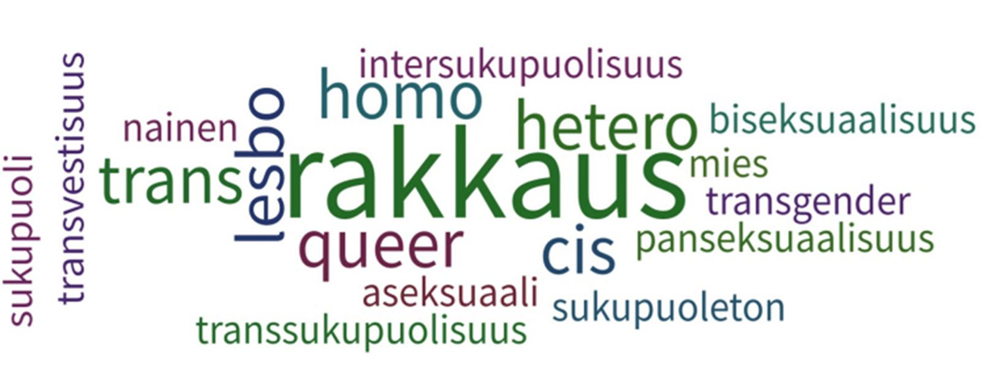 sukupuoli
transvestisuus
nainen
trans
lesbo
intersukupuolisuus
homo
hetero
biseksuaalisuus
rakkaus
mies
transgender
queer
cis
panseksuaalisuus
aseksuaali
sukupuoleton
transsukupuolisuus